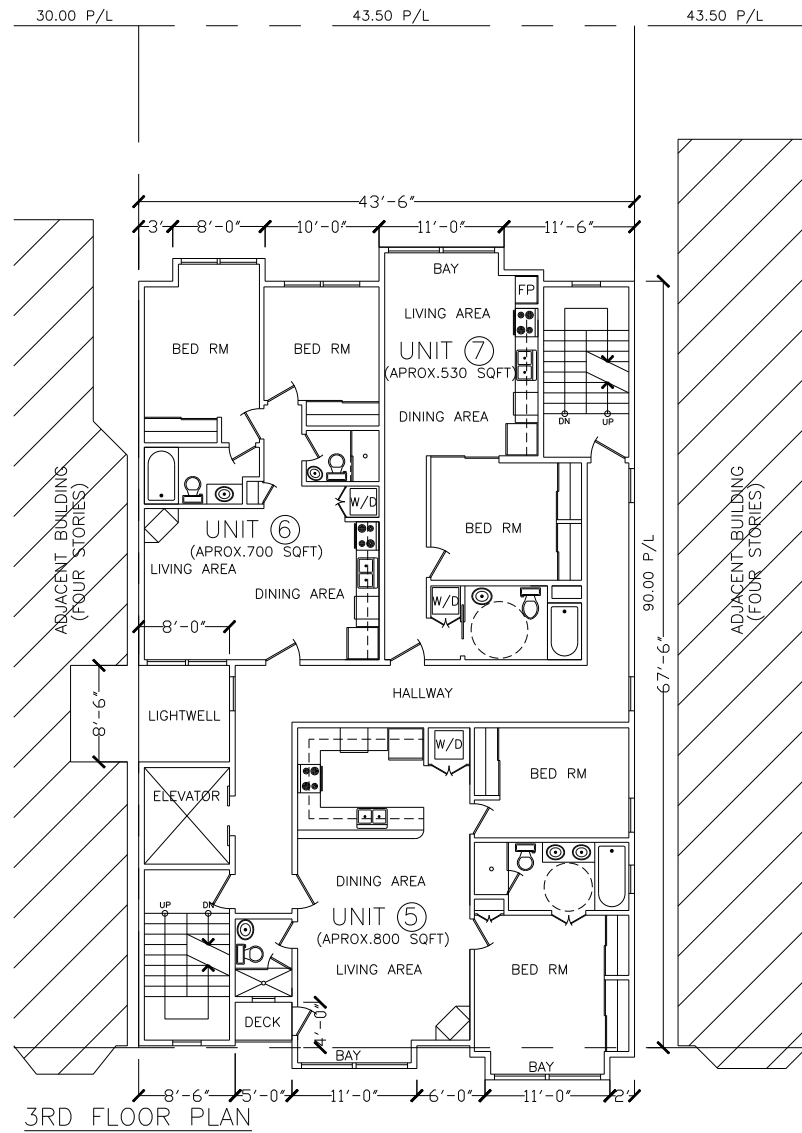 30.00 P/L
43.50 P/L
43.50 P/L
43'-6"
3'
8'-0"
10'-0"
11'-0"
11'-6"
BAY
FP
LIVING AREA
BED RM
BED RM
UNIT 7
(APROX.530 SQFT)
DINING AREA
DN
UP
ADJACENT BUILDING
(FOUR STORIES)
W/D
UNIT 6
(APROX.700 SQFT)
BED RM
ADJACENT BUILDING
(FOUR STORIES)
LIVING AREA
90.00 P/L
DINING AREA
W/D
8'-0"
67'-6"
HALLWAY
8'-6"
LIGHTWELL
W/D
BED RM
ELEVATOR
DINING AREA
UP
DN
UNIT 5
(APROX.800 SQFT)
LIVING AREA
BED RM
DECK
4'-0"
BAY
BAY
8'-6"
5'-0"
11'-0"
6'-0"
11'-0"
2'
3RD FLOOR PLAN